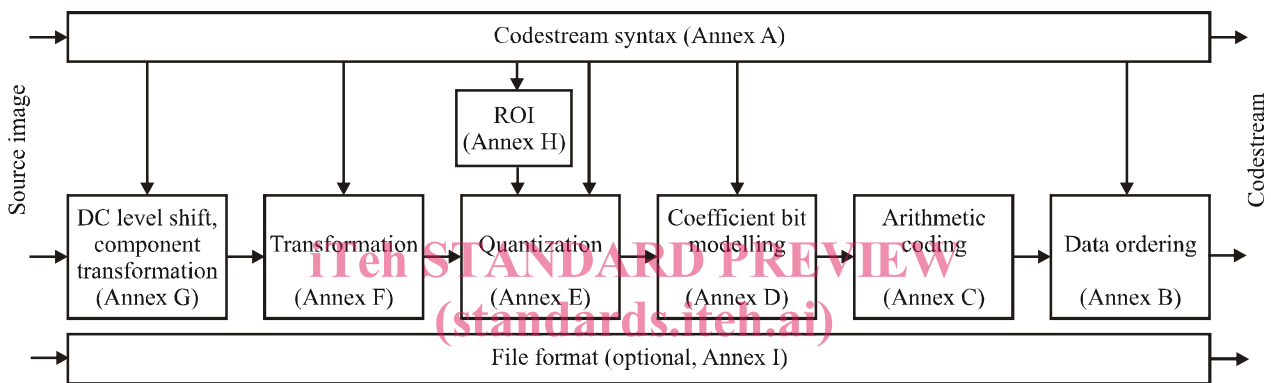 Codestream syntax (Annex A)
Source image
ROI
(Annex H)
Codestream
DC level shift,
component
transformation
(Annex G)
Transformation
(Annex F)
Quantization
(Annex E)
Coefficient bit
modelling
(Annex D)
Arithmetic
coding
(Annex C)
Data ordering
(Annex B)
iTeh STANDARD PREVIEW
(standards.iteh.ai)
File format (optional, Annex I)